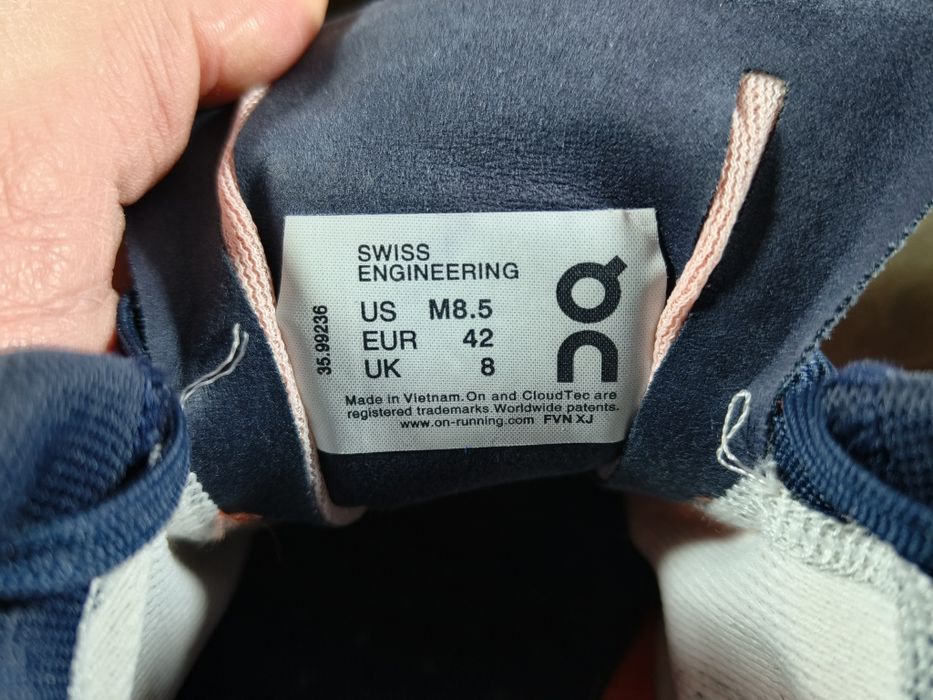 SWISS
ENGINEERING
US M8.5
EUR 42
UK 8
35.99236
Made in Vietnam. On and CloudTec are
registered trademarks. Worldwide patents.
www.on-running.com FVN XJ